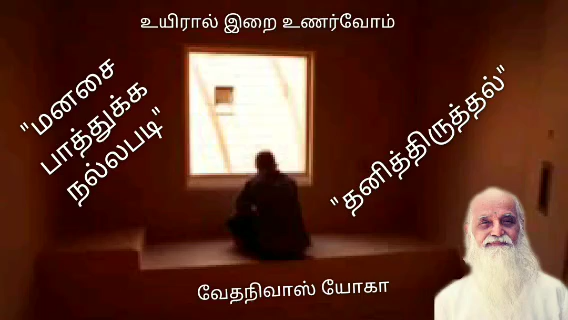 உயிரால் இறை உணர்வோம்
"மனசை
பாத்துக்க
நல்லபடி"
"தனித்திருத்தல்"
வேதநிவாஸ் யோகா